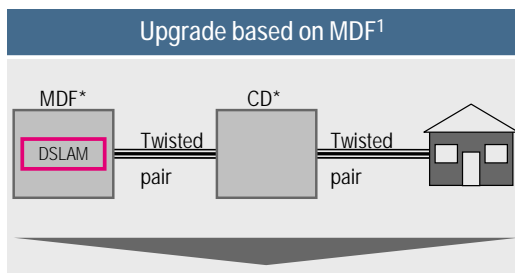 Upgrade based on MDF1
MDF*
CD*
DSLAM
Twisted
pair
Twisted
pair